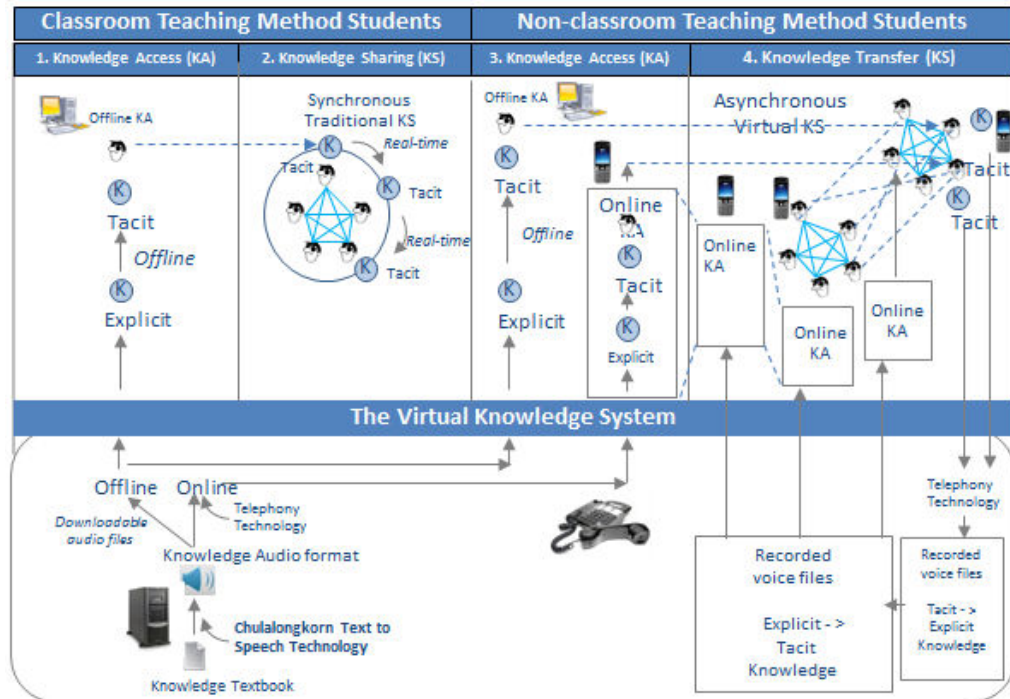 Classroom Teaching Method Students
Non-classroom Teaching Method Students
1. Knowledge Access (KA)
2. Knowledge Sharing (KS)
3. Knowledge Access (KA)
4. Knowledge Transfer (KS)
Offline KA
K
Tacit
Offline
K
Explicit
Synchronous
Traditional KS
K
Real-time
Tacit
K
Tacit
Real-time
K
Tacit
Offline KA
K
Tacit
Offline
K
Explicit
Online
KA
K
Tacit
K
Explicit
Asynchronous
Virtual KS
K
Tacit
K
Tacit
Online
KA
Online
KA
Online
KA
The Virtual Knowledge System
Offline
Online
Downloadable
audio files
Telephony
Technology
Knowledge Audio format
Chulalongkorn Text to
Speech Technology
Knowledge Textbook
Recorded
voice files
Explicit - >
Tacit
Knowledge
Telephony
Technology
Recorded
voice files
Tacit - >
Explicit
Knowledge